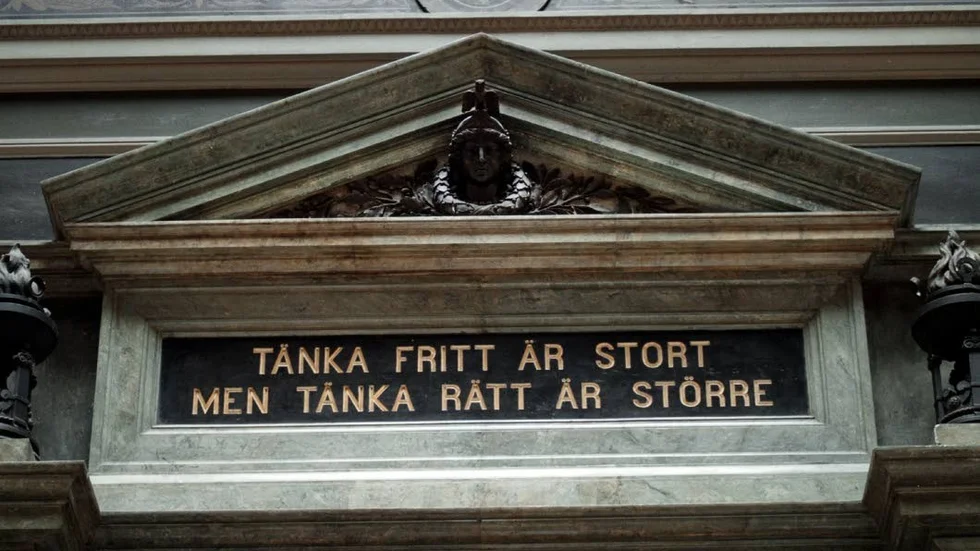 TÄNKA FRITT ÄR STORT
MEN TÄNKA RÄTT ÄR STÖRRE